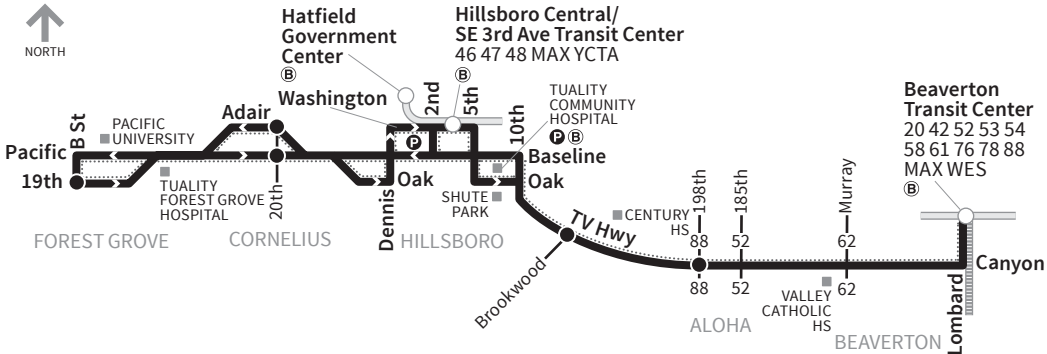 NORTH
Hatfield
Government
Center
B
Hillsboro Central/
SE 3rd Ave Transit Center
46 47 48 MAX YCTA
B
Washington
2nd
5th
10th
TUALITY
COMMUNITY
HOSPITAL
P B
Beaverton
Transit Center
20 42 52 53 54
58 61 76 78 88
MAX WES
B
B St
PACIFIC
UNIVERSITY
Adair
P
Pacific
19th
Baseline
Oak
Oak
TUALITY
FOREST GROVE
HOSPITAL
20th
Dennis
SHUTE
PARK
TV Hwy
CENTURY
HS
198th
185th
Murray
88
52
62
88
52
62
FOREST GROVE
CORNELIUS
HILLSBORO
Brookwood
Canyon
Lombard
VALLEY
CATHOLIC
HS
ALOHA
BEAVERTON